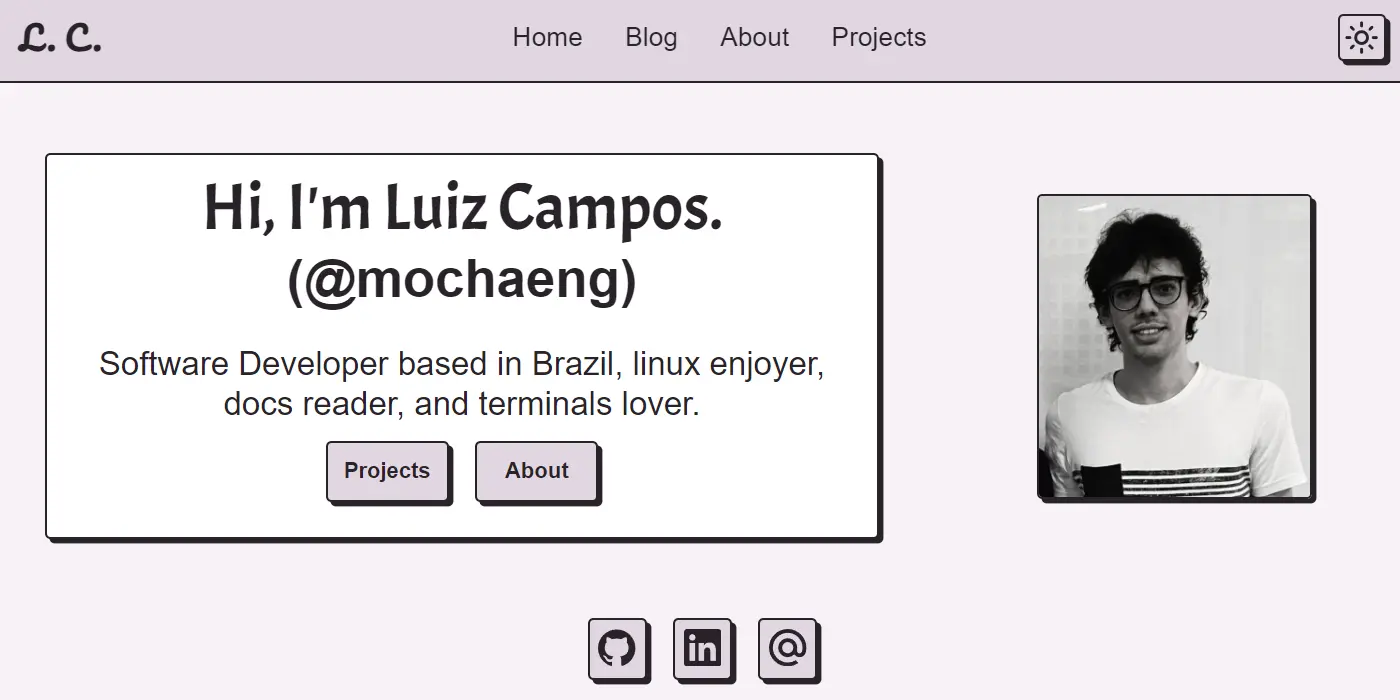 L. C.
Home Blog About Projects
Hi, I'm Luiz Campos.
(@mochaeng)
Software Developer based in Brazil, linux enjoyer,
docs reader, and terminals lover.
Projects About
in @